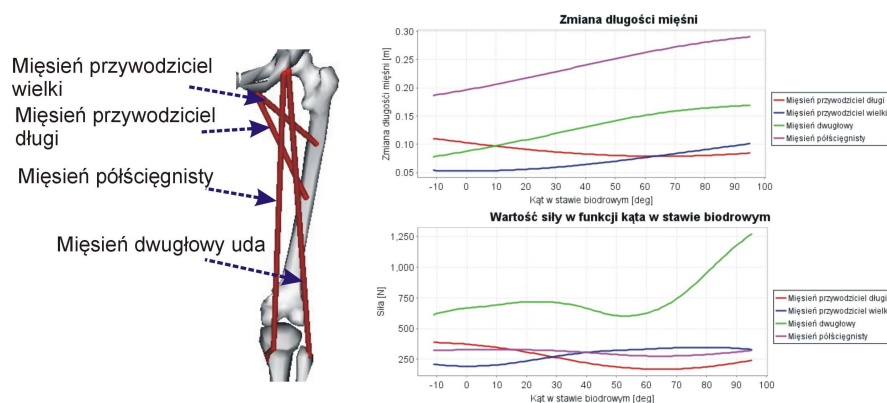 Mięsień przywodziciel
wielki
Mięsień przywodziciel
długi
Mięsień półścięgnisty
Mięsień dwugłowy uda
Zmiana długości mięśni
Zmiana długośći mięśni [m]
0.30
0.25
0.20
0.15
0.10
0.05
-10 0 10 20 30 40 50 60 70 80 90 100
Kąt w stawie biodrowym [deg]
Mięsień przywodziciel długi
Mięsień przywodziciel wielki
Mięsień dwugłowy
Mięsień półścięgnisty
Wartość siły w funkcji kąta w stawie biodrowym
Siła [N]
1,250
1,000
750
500
250
-10 0 10 20 30 40 50 60 70 80 90 100
Kąt w stawie biodrowym [deg]
Mięsień przywodziciel długi
Mięsień przywodziciel wielki
Mięsień dwugłowy
Mięsień półścięgnisty